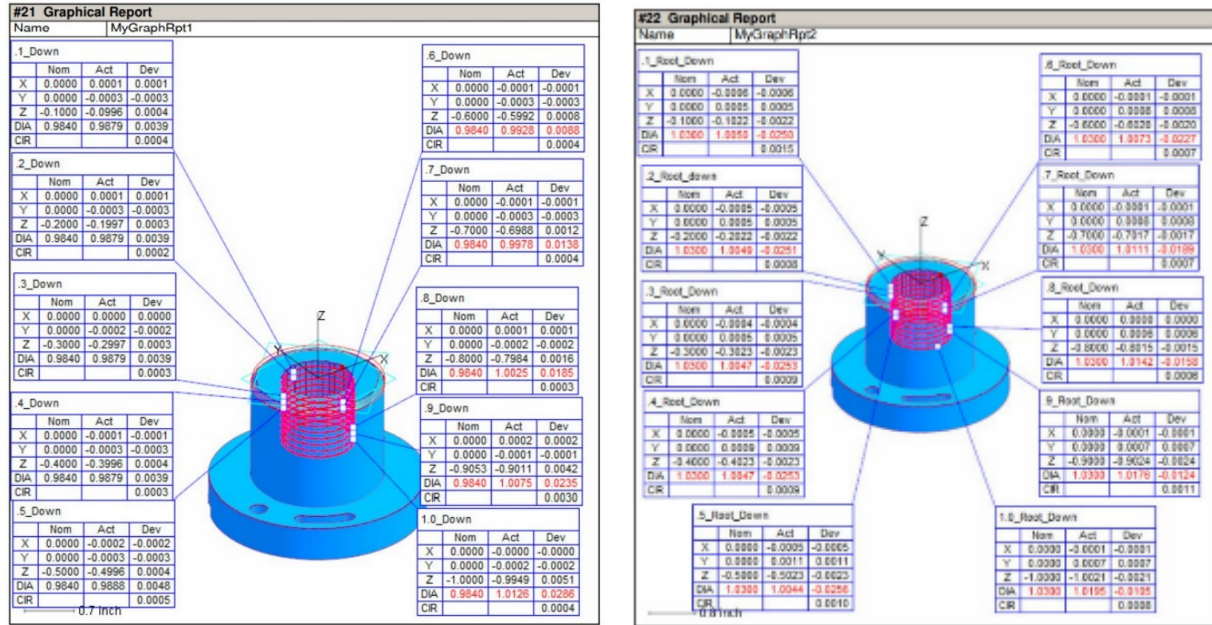 #21 Graphical Report
Name MyGraphRpt1
.1_Down
Nom Act Dev
X 0.0000 0.0001 0.0001
Y 0.0000 -0.0003 -0.0003
Z -0.1000 -0.0996 0.0004
DIA 0.9840 0.9879 0.0039
CIR 0.0004
.2_Down
Nom Act Dev
X 0.0000 0.0001 0.0001
Y 0.0000 -0.0003 -0.0003
Z -0.2000 -0.1997 0.0003
DIA 0.9840 0.9879 0.0039
CIR 0.0002
.3_Down
Nom Act Dev
X 0.0000 0.0000 0.0000
Y 0.0000 -0.0002 -0.0002
Z -0.3000 -0.2997 0.0003
DIA 0.9840 0.9879 0.0039
CIR 0.0003
.4_Down
Nom Act Dev
X 0.0000 -0.0001 -0.0001
Y 0.0000 -0.0003 -0.0003
Z -0.4000 -0.3996 0.0004
DIA 0.9840 0.9879 0.0039
CIR 0.0003
.5_Down
Nom Act Dev
X 0.0000 -0.0002 -0.0002
Y 0.0000 -0.0003 -0.0003
Z -0.5000 -0.4996 0.0004
DIA 0.9840 0.9888 0.0048
CIR 0.0005
0.7 inch
.6_Down
Nom Act Dev
X 0.0000 -0.0001 -0.0001
Y 0.0000 -0.0003 -0.0003
Z -0.6000 -0.5992 0.0008
DIA 0.9840 0.9928 0.0088
CIR 0.0004
.7_Down
Nom Act Dev
X 0.0000 -0.0001 -0.0001
Y 0.0000 -0.0003 -0.0003
Z -0.7000 -0.6988 0.0012
DIA 0.9840 0.9978 0.0138
CIR 0.0004
.8_Down
Nom Act Dev
X 0.0000 0.0001 0.0001
Y 0.0000 -0.0002 -0.0002
Z -0.8000 -0.7984 0.0016
DIA 0.9840 1.0025 0.0185
CIR 0.0003
.9_Down
Nom Act Dev
X 0.0000 0.0002 0.0002
Y 0.0000 -0.0001 -0.0001
Z -0.9053 -0.9011 0.0042
DIA 0.9840 1.0075 0.0235
CIR 0.0030
1.0_Down
Nom Act Dev
X 0.0000 -0.0000 -0.0000
Y 0.0000 -0.0002 -0.0002
Z -1.0000 -0.9949 0.0051
DIA 0.9840 1.0126 0.0286
CIR 0.0004
Z
Y
X
#22 Graphical Report
Name MyGraphRpt2
.1_Root_Down
Nom Act Dev
X 0.0000 -0.0006 -0.0006
Y 0.0000 0.0005 0.0005
Z -0.1000 -0.1022 -0.0022
DIA 1.0300 1.0050 -0.0250
CIR 0.0015
.2_Root_down
Nom Act Dev
X 0.0000 -0.0005 -0.0005
Y 0.0000 0.0005 0.0005
Z -0.2000 -0.2022 -0.0022
DIA 1.0300 1.0049 -0.0251
CIR 0.0008
.3_Root_Down
Nom Act Dev
X 0.0000 -0.0004 -0.0004
Y 0.0000 0.0005 0.0005
Z -0.3000 -0.3023 -0.0023
DIA 1.0300 1.0047 -0.0253
CIR 0.0009
.4_Root_Down
Nom Act Dev
X 0.0000 -0.0005 -0.0005
Y 0.0000 0.0009 0.0009
Z -0.4000 -0.4023 -0.0023
DIA 1.0300 1.0047 -0.0253
CIR 0.0009
.5_Root_Down
Nom Act Dev
X 0.0000 -0.0005 -0.0005
Y 0.0000 0.0011 0.0011
Z -0.5000 -0.5023 -0.0023
DIA 1.0300 1.0044 -0.0256
CIR 0.0010
0.8 inch
.6_Root_Down
Nom Act Dev
X 0.0000 -0.0001 -0.0001
Y 0.0000 0.0008 0.0008
Z -0.6000 -0.6020 -0.0020
DIA 1.0300 1.0073 -0.0227
CIR 0.0007
.7_Root_Down
Nom Act Dev
X 0.0000 -0.0001 -0.0001
Y 0.0000 0.0008 0.0008
Z -0.7000 -0.7017 -0.0017
DIA 1.0300 1.0111 -0.0189
CIR 0.0007
.8_Root_Down
Nom Act Dev
X 0.0000 0.0000 0.0000
Y 0.0000 0.0006 0.0006
Z -0.8000 -0.8015 -0.0015
DIA 1.0300 1.0142 -0.0158
CIR 0.0006
.9_Root_Down
Nom Act Dev
X 0.0000 -0.0001 -0.0001
Y 0.0000 0.0007 0.0007
Z -0.9000 -0.9024 -0.0024
DIA 1.0300 1.0176 -0.0124
CIR 0.0011
1.0_Root_Down
Nom Act Dev
X 0.0000 -0.0001 -0.0001
Y 0.0000 0.0007 0.0007
Z -1.0000 -1.0021 -0.0021
DIA 1.0300 1.0195 -0.0105
CIR 0.0008
Z
Y
X